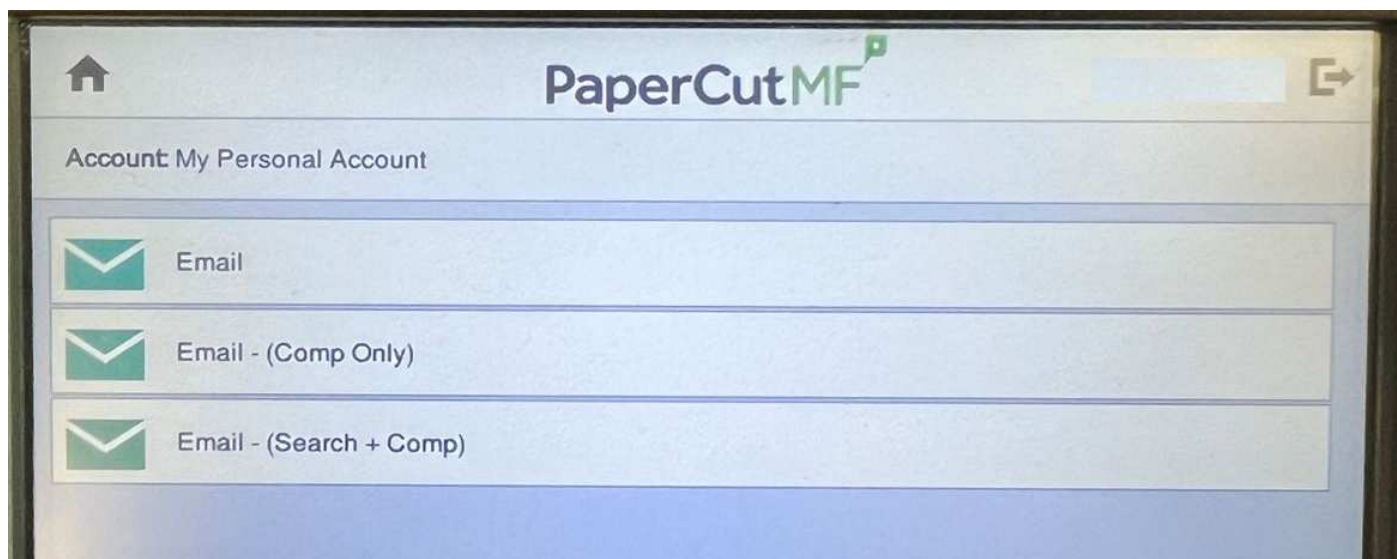 PaperCutMF
Account: My Personal Account
Email
Email - (Comp Only)
Email - (Search + Comp)